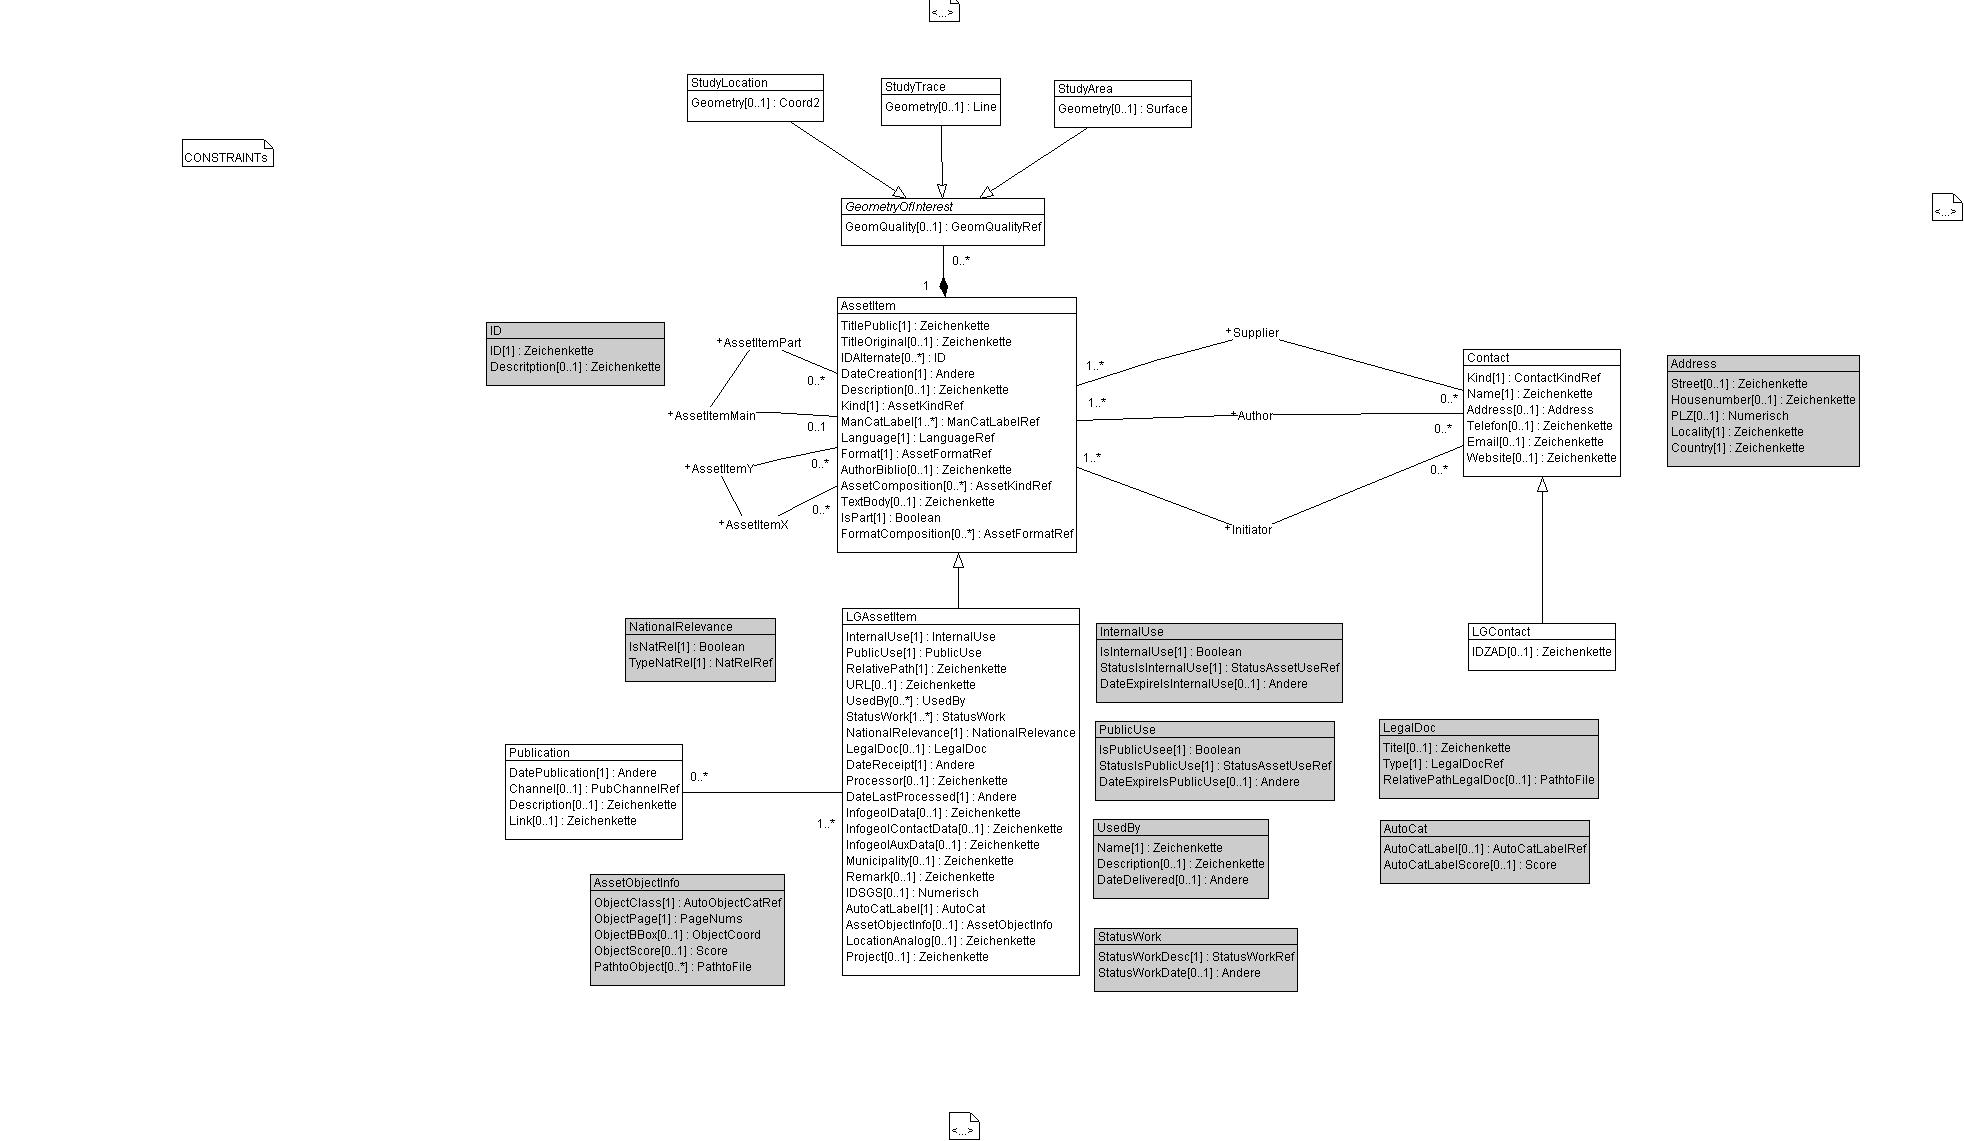 <...>
StudyLocation
Geometry[0..1] : Coord2
StudyTrace
Geometry[0..1] : Line
StudyArea
Geometry[0..1] : Surface
CONSTRAINTs
<...>
GeometryOfInterest
GeomQuality[0..1] : GeomQualityRef
0..*
1
ID
ID[1] : Zeichenkette
Descritption[0..1] : Zeichenkette
+AssetItemPart
0..*
+AssetItemMain
0..1
+AssetItemY
0..*
+AssetItemX
0..*
AssetItem
TitlePublic[1] : Zeichenkette
TitleOriginal[0..1] : Zeichenkette
IDAlternate[0..*] : ID
DateCreation[1] : Andere
Description[0..1] : Zeichenkette
Kind[1] : AssetKindRef
ManCatLabel[1..*] : ManCatLabelRef
Language[1] : LanguageRef
Format[1] : AssetFormatRef
AuthorBiblio[0..1] : Zeichenkette
AssetComposition[0..*] : AssetKindRef
TextBody[0..1] : Zeichenkette
IsPart[1] : Boolean
FormatComposition[0..*] : AssetFormatRef
+Supplier
1..*
0..*
+Author
1..*
0..*
+Initiator
1..*
0..*
Contact
Kind[1] : ContactKindRef
Name[1] : Zeichenkette
Address[0..1] : Address
Telefon[0..1] : Zeichenkette
Email[0..1] : Zeichenkette
Website[0..1] : Zeichenkette
Address
Street[0..1] : Zeichenkette
Housenumber[0..1] : Zeichenkette
PLZ[0..1] : Numerisch
Locality[1] : Zeichenkette
Country[1] : Zeichenkette
NationalRelevance
IsNatRel[1] : Boolean
TypeNatRel[1] : NatRelRef
LGAssetItem
InternalUse[1] : InternalUse
PublicUse[1] : PublicUse
RelativePath[1] : Zeichenkette
URL[0..1] : Zeichenkette
UsedBy[0..*] : UsedBy
StatusWork[1..*] : StatusWork
NationalRelevance[1] : NationalRelevance
LegalDoc[0..1] : LegalDoc
DateReceipt[1] : Andere
Processor[0..1] : Zeichenkette
DateLastProcessed[1] : Andere
InfogeolData[0..1] : Zeichenkette
InfogeolContactData[0..1] : Zeichenkette
InfogeolAuxData[0..1] : Zeichenkette
Municipality[0..1] : Zeichenkette
Remark[0..1] : Zeichenkette
IDSGS[0..1] : Numerisch
AutoCatLabel[1] : AutoCat
AssetObjectInfo[0..1] : AssetObjectInfo
LocationAnalog[0..1] : Zeichenkette
Project[0..1] : Zeichenkette
InternalUse
IsInternalUse[1] : Boolean
StatusIsInternalUse[1] : StatusAssetUseRef
DateExpireIsInternalUse[0..1] : Andere
LGContact
IDZAD[0..1] : Zeichenkette
PublicUse
IsPublicUsee[1] : Boolean
StatusIsPublicUse[1] : StatusAssetUseRef
DateExpireIsPublicUse[0..1] : Andere
LegalDoc
Titel[0..1] : Zeichenkette
Type[1] : LegalDocRef
RelativePathLegalDoc[0..1] : PathtoFile
Publication
DatePublication[1] : Andere
Channel[0..1] : PubChannelRef
Description[0..1] : Zeichenkette
Link[0..1] : Zeichenkette
0..*
1..*
UsedBy
Name[1] : Zeichenkette
Description[0..1] : Zeichenkette
DateDelivered[0..1] : Andere
AutoCat
AutoCatLabel[0..1] : AutoCatLabelRef
AutoCatLabelScore[0..1] : Score
AssetObjectInfo
ObjectClass[1] : AutoObjectCatRef
ObjectPage[1] : PageNums
ObjectBBox[0..1] : ObjectCoord
ObjectScore[0..1] : Score
PathtoObject[0..*] : PathtoFile
StatusWork
StatusWorkDesc[1] : StatusWorkRef
StatusWorkDate[0..1] : Andere
<...>